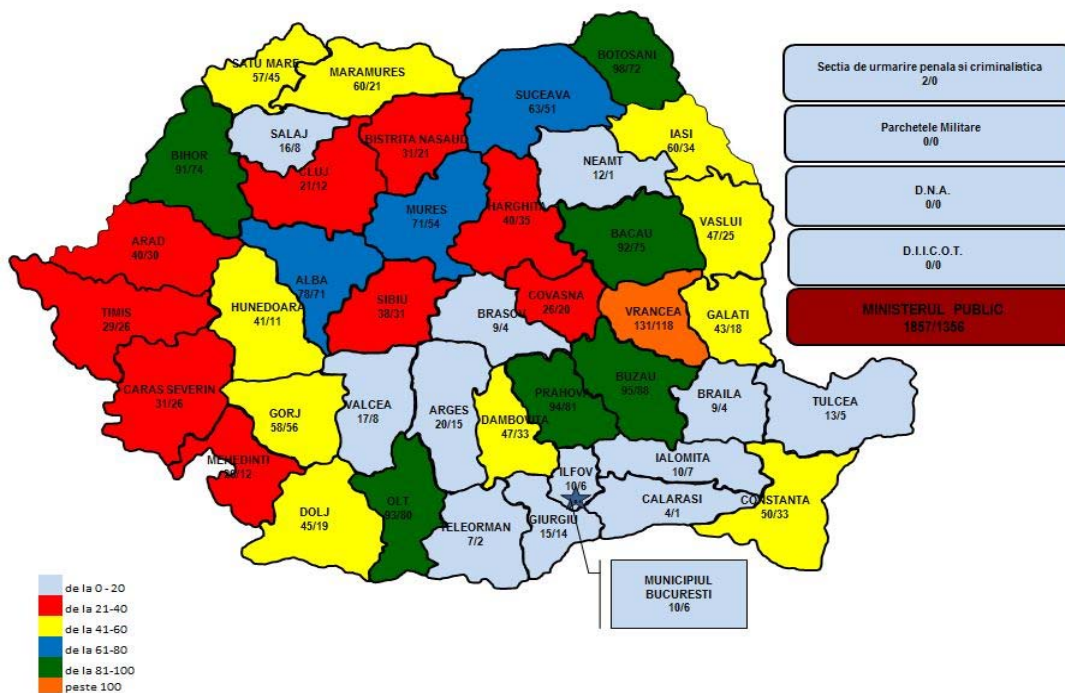 SATU MARE
57/45
MARAMURES
60/21
BOTOSANI
98/72
SUCEAVA
63/51
SALAJ
16/8
BISTRITA NASAUD
31/21
IASI
60/34
BIHOR
91/74
CLUJ
21/12
NEAMT
12/1
MURES
71/54
HARGHITA
40/35
BACAU
92/75
VASLUI
47/25
ARAD
40/30
ALBA
78/71
HUNEDOARA
41/11
SIBIU
38/31
BRASOV
9/4
COVASNA
26/20
VRANCEA
131/118
GALATI
43/18
TIMIS
29/26
CARAS SEVERIN
31/26
GORJ
58/56
VALCEA
17/8
ARGES
20/15
DAMBOVITA
47/33
PRAHOVA
94/81
BUZAU
95/88
BRAILA
9/4
TULCEA
13/5
MEHEDINTI
DOLJ
45/19
OLT
93/80
TELEORMAN
7/2
GIURGIU
15/14
ILFOV
10/6
IALOMITA
10/7
CALARASI
4/1
CONSTANTA
50/33
MUNICIPIUL
BUCURESTI
10/6
Sectia de urmarire penala si criminalistica
2/0
Parchetele Militare
0/0
D.N.A.
0/0
D.I.I.C.O.T.
0/0
MINISTERUL PUBLIC
1857/1356
de la 0 - 20
de la 21-40
de la 41-60
de la 61-80
de la 81-100
peste 100